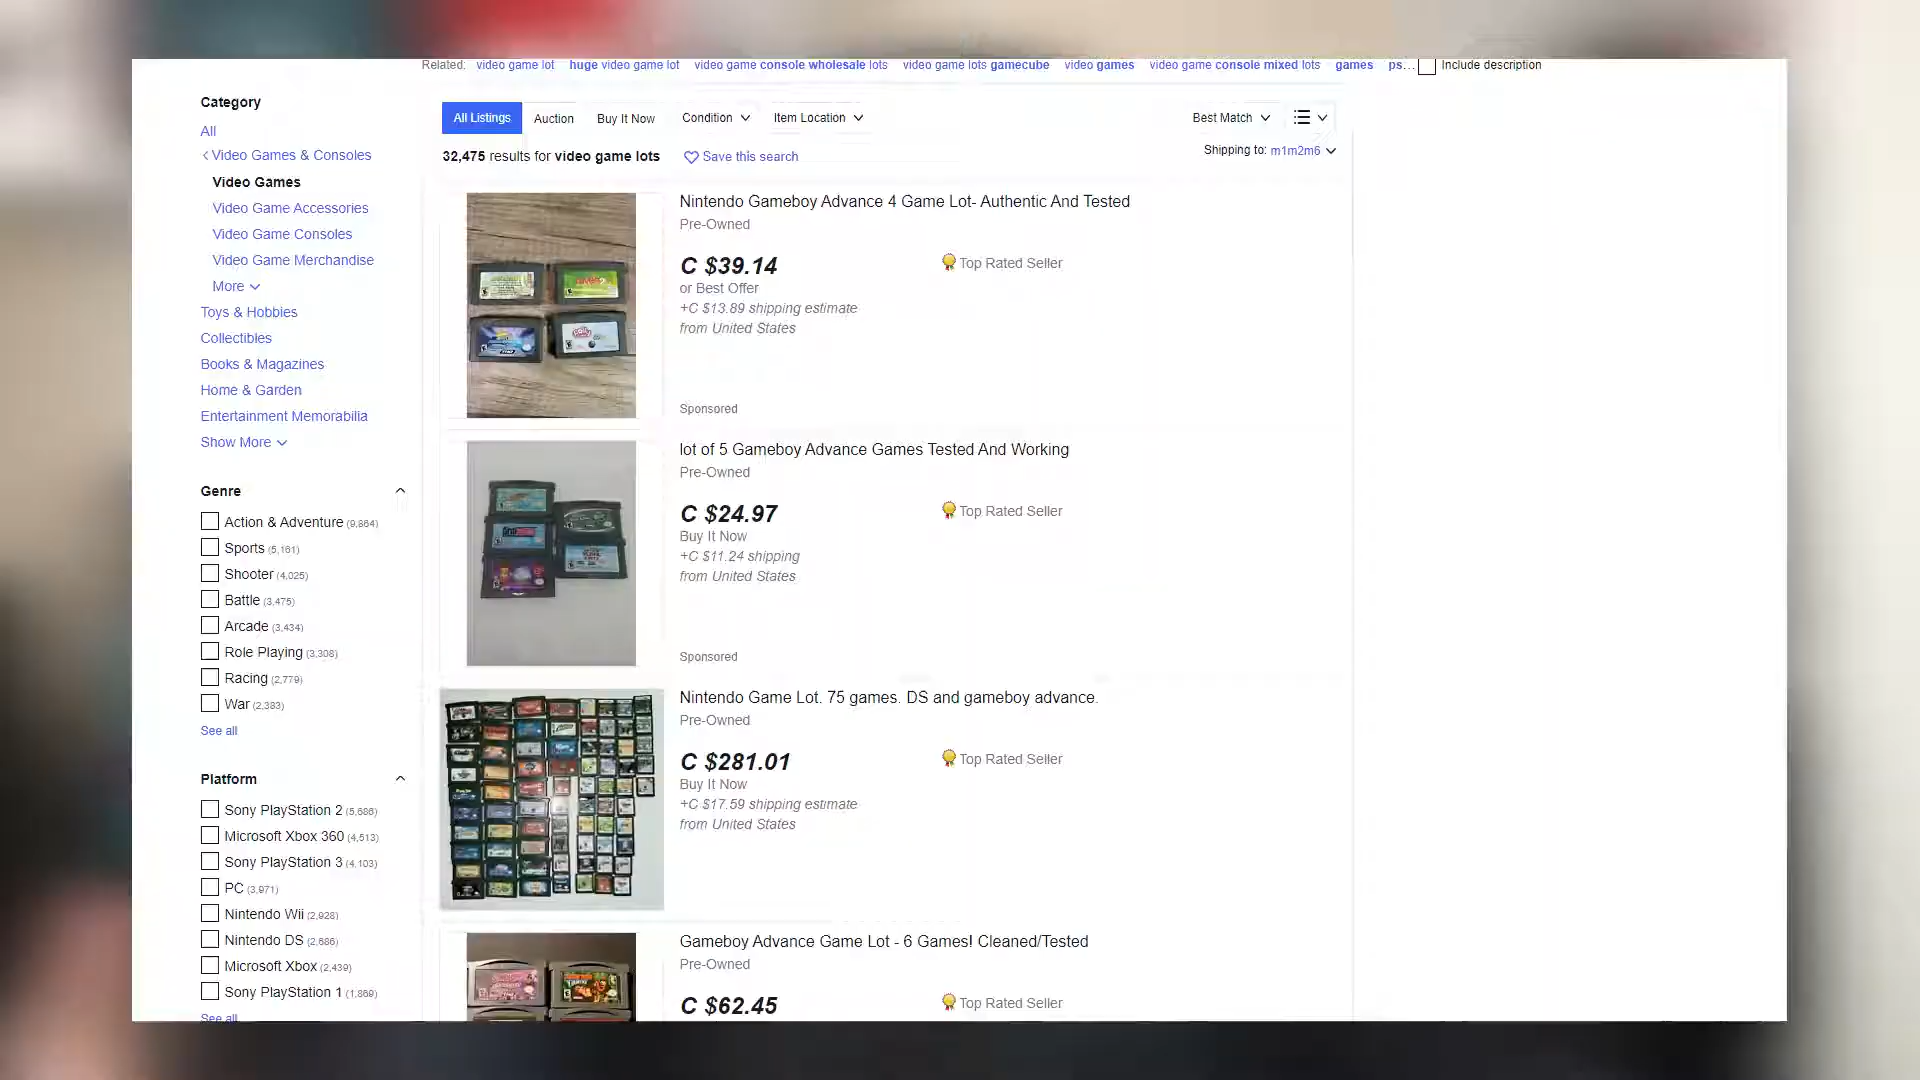 Related: video game lot huge video game lot video game console wholesale lots video game lots gamecube video games video game console mixed lots games ps... Include description
Category
All
Video Games & Consoles
Video Games
Video Game Accessories
Video Game Consoles
Video Game Merchandise
More
Toys & Hobbies
Collectibles
Books & Magazines
Home & Garden
Entertainment Memorabilia
Show More
Genre
Action & Adventure (9,864)
Sports (5,161)
Shooter (4,025)
Battle (3,475)
Arcade (3,434)
Role Playing (3,308)
Racing (2,779)
War (2,383)
See all
Platform
Sony PlayStation 2 (5,686)
Microsoft Xbox 360 (4,513)
Sony PlayStation 3 (4,103)
PC (3,971)
Nintendo Wii (2,928)
Nintendo DS (2,686)
Microsoft Xbox (2,439)
Sony PlayStation 1 (1,869)
See all
All Listings Auction Buy It Now Condition Item Location Best Match
32,475 results for video game lots Save this search Shipping to: m1m2m6
Nintendo Gameboy Advance 4 Game Lot- Authentic And Tested
Pre-Owned
C $39.14 Top Rated Seller
or Best Offer
+C $13.89 shipping estimate
from United States
Sponsored
lot of 5 Gameboy Advance Games Tested And Working
Pre-Owned
C $24.97 Top Rated Seller
Buy It Now
+C $11.24 shipping
from United States
Sponsored
Nintendo Game Lot. 75 games. DS and gameboy advance.
Pre-Owned
C $281.01 Top Rated Seller
Buy It Now
+C $17.59 shipping estimate
from United States
Gameboy Advance Game Lot - 6 Games! Cleaned/Tested
Pre-Owned
C $62.45 Top Rated Seller